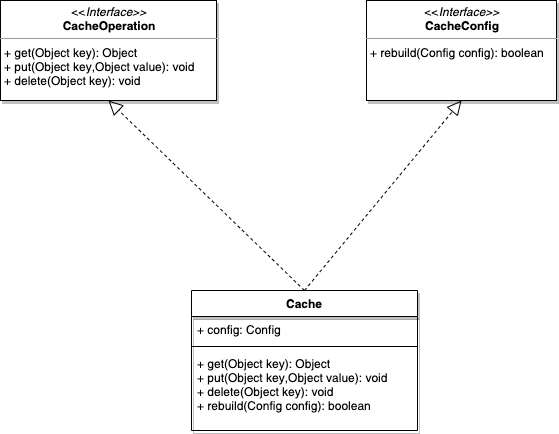 <<Interface>>
CacheOperation
+ get(Object key): Object
+ put(Object key,Object value): void
+ delete(Object key): void
<<Interface>>
CacheConfig
+ rebuild(Config config): boolean
Cache
+ config: Config
+ get(Object key): Object
+ put(Object key,Object value): void
+ delete(Object key): void
+ rebuild(Config config): boolean